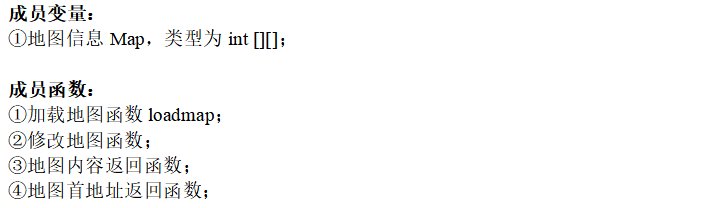 成员变量：
①地图信息 Map，类型为 int [][]；
成员函数：
①加载地图函数 loadmap；
②修改地图函数；
③地图内容返回函数；
④地图首地址返回函数；